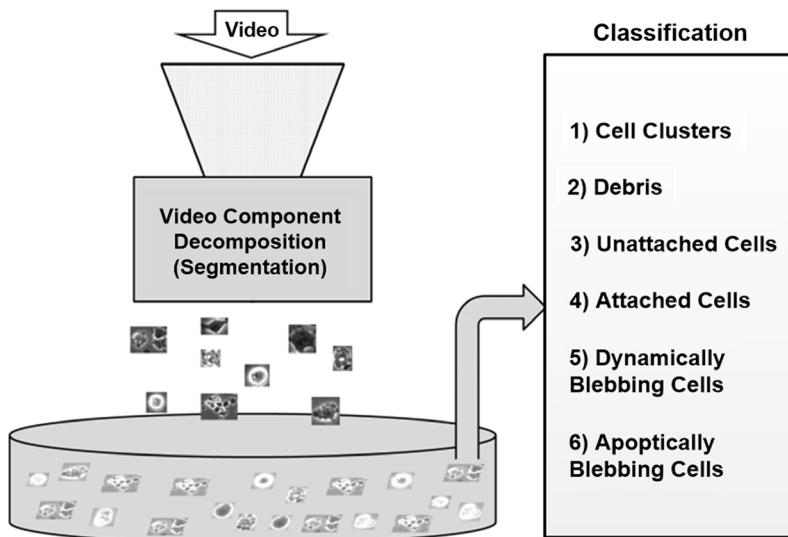 Video
Video Component
Decomposition
(Segmentation)
Classification
1) Cell Clusters
2) Debris
3) Unattached Cells
4) Attached Cells
5) Dynamically
Blebbing Cells
6) Apoptically
Blebbing Cells